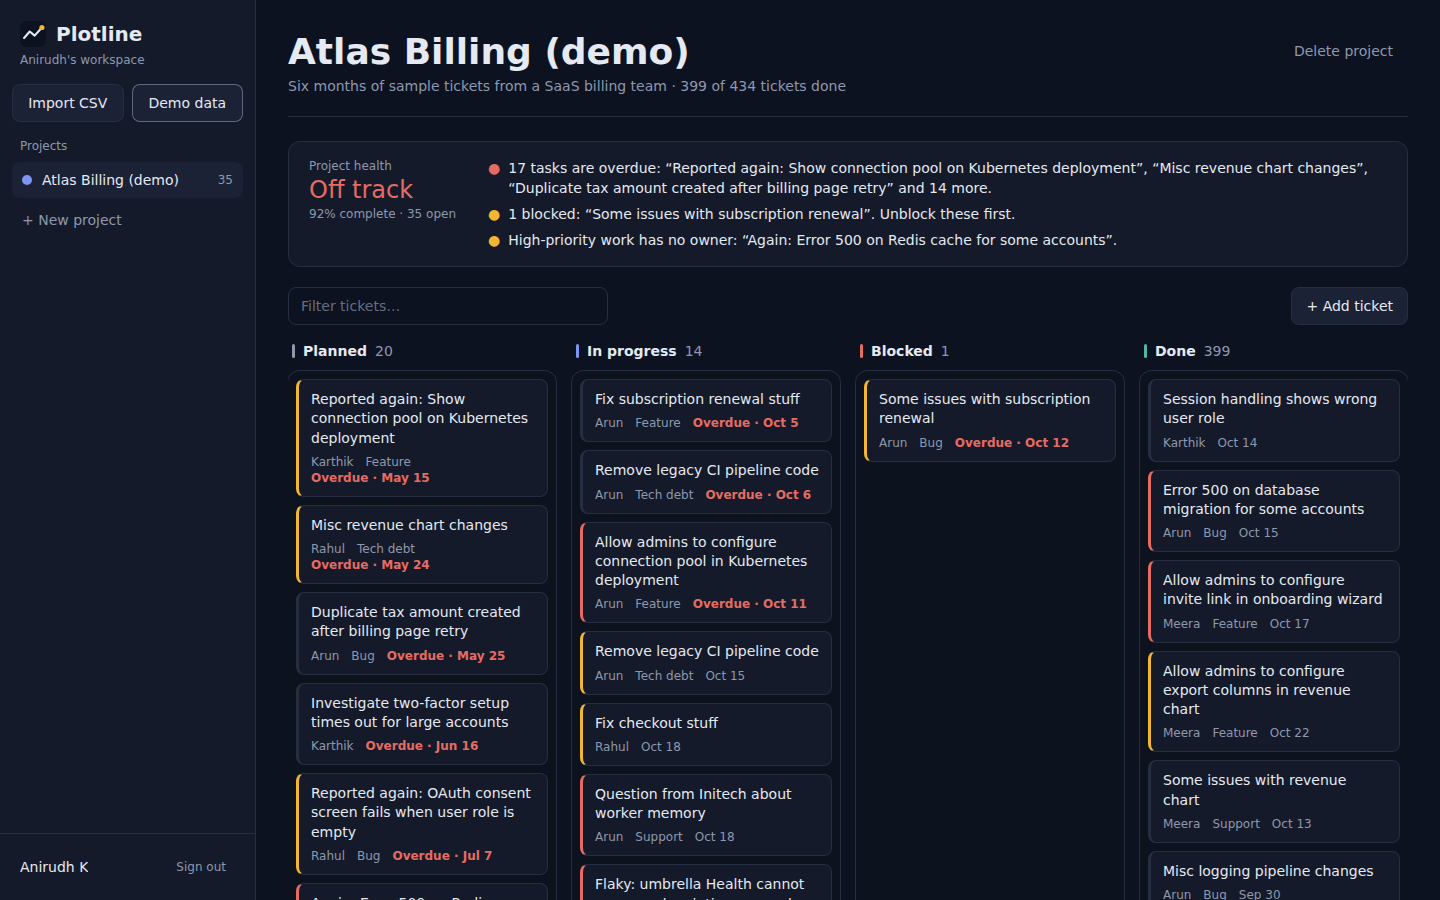 Plotline
Anirudh's workspace
Import CSV
Demo data
Projects
Atlas Billing (demo) 35
+ New project
Anirudh K
Sign out
Atlas Billing (demo)
Delete project
Six months of sample tickets from a SaaS billing team · 399 of 434 tickets done
Project health
Off track
92% complete · 35 open
17 tasks are overdue: “Reported again: Show connection pool on Kubernetes deployment”, “Misc revenue chart changes”,
“Duplicate tax amount created after billing page retry” and 14 more.
1 blocked: “Some issues with subscription renewal”. Unblock these first.
High-priority work has no owner: “Again: Error 500 on Redis cache for some accounts”.
Filter tickets...
+ Add ticket
Planned 20
Reported again: Show
connection pool on Kubernetes
deployment
Karthik Feature
Overdue · May 15
Misc revenue chart changes
Rahul Tech debt
Overdue · May 24
Duplicate tax amount created
after billing page retry
Arun Bug Overdue · May 25
Investigate two-factor setup
times out for large accounts
Karthik Overdue · Jun 16
Reported again: OAuth consent
screen fails when user role is
empty
Rahul Bug Overdue · Jul 7
In progress 14
Fix subscription renewal stuff
Arun Feature Overdue · Oct 5
Remove legacy CI pipeline code
Arun Tech debt Overdue · Oct 6
Allow admins to configure
connection pool in Kubernetes
deployment
Arun Feature Overdue · Oct 11
Remove legacy CI pipeline code
Arun Tech debt Oct 15
Fix checkout stuff
Rahul Oct 18
Question from Initech about
worker memory
Arun Support Oct 18
Flaky: umbrella Health cannot
Blocked 1
Some issues with subscription
renewal
Arun Bug Overdue · Oct 12
Done 399
Session handling shows wrong
user role
Karthik Oct 14
Error 500 on database
migration for some accounts
Arun Bug Oct 15
Allow admins to configure
invite link in onboarding wizard
Meera Feature Oct 17
Allow admins to configure
export columns in revenue
chart
Meera Feature Oct 22
Some issues with revenue
chart
Meera Support Oct 13
Misc logging pipeline changes
Arun Bug Sep 30